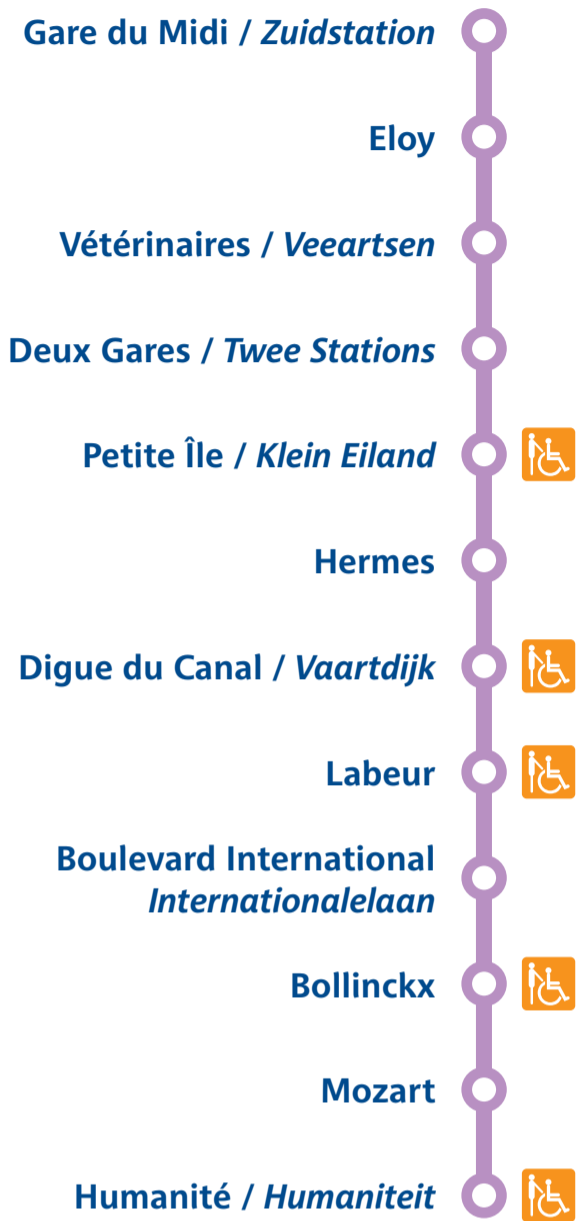 Gare du Midi / Zuidstation
Eloy
Vétérinaires / Veeartsen
Deux Gares / Twee Stations
Petite Île / Klein Eiland
Hermes
Digue du Canal / Vaartdijk
Labeur
Boulevard International
Internationalelaan
Bollinckx
Mozart
Humanité / Humaniteit